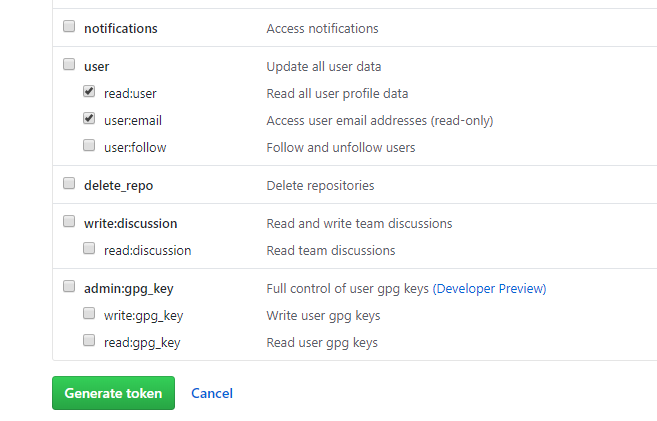 notifications Access notifications
user Update all user data
read:user Read all user profile data
user:email Access user email addresses (read-only)
user:follow Follow and unfollow users
delete_repo Delete repositories
write:discussion Read and write team discussions
read:discussion Read team discussions
admin:gpg_key Full control of user gpg keys (Developer Preview)
write:gpg_key Write user gpg keys
read:gpg_key Read user gpg keys
Generate token Cancel